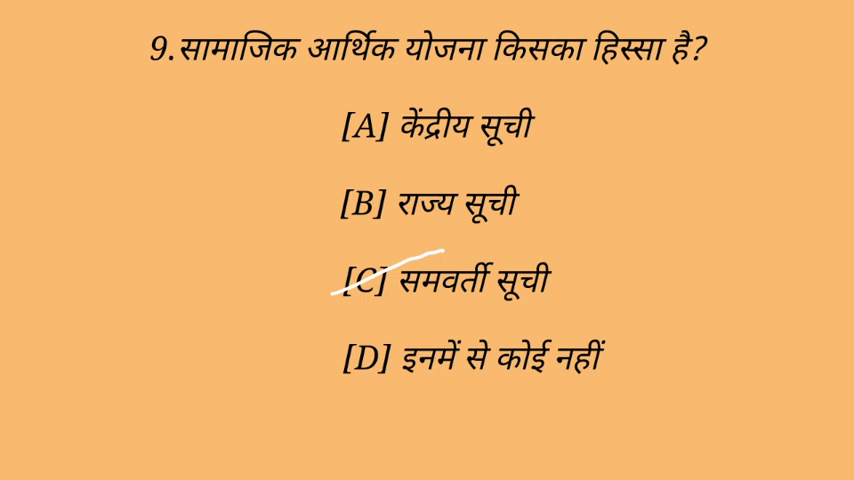 9.सामाजिक आर्थिक योजना किसका हिस्सा है?
[A] केंद्रीय सूची
[B] राज्य सूची
[C] समवर्ती सूची
[D] इनमें से कोई नहीं